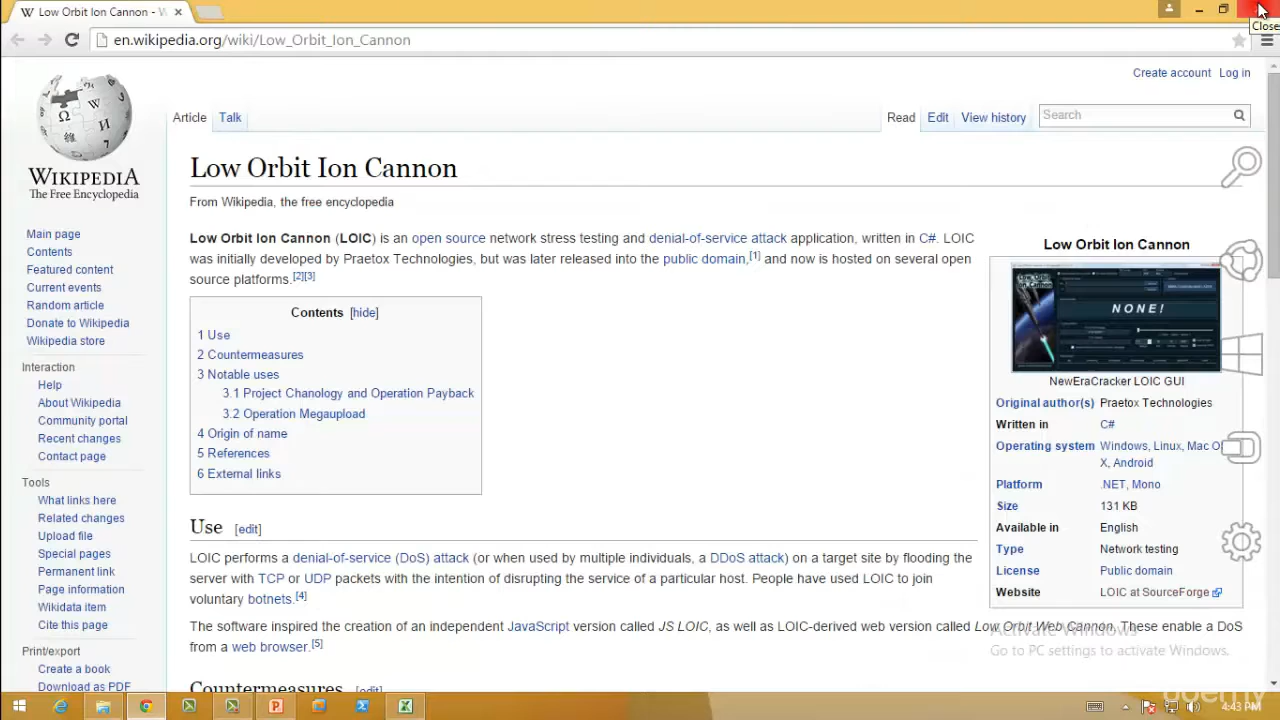 Low Orbit Ion Cannon - W
Close
en.wikipedia.org/wiki/Low_Orbit_Ion_Cannon
Create account Log in
Article Talk Read Edit View history Search
WIKIPEDIA
The Free Encyclopedia
Main page
Contents
Featured content
Current events
Random article
Donate to Wikipedia
Wikipedia store
Interaction
Help
About Wikipedia
Community portal
Recent changes
Contact page
Tools
What links here
Related changes
Upload file
Special pages
Permanent link
Page information
Wikidata item
Cite this page
Print/export
Create a book
Download as PDF
Low Orbit Ion Cannon
From Wikipedia, the free encyclopedia
Low Orbit Ion Cannon (LOIC) is an open source network stress testing and denial-of-service attack application, written in C#. LOIC
was initially developed by Praetox Technologies, but was later released into the public domain,[1] and now is hosted on several open
source platforms.[2][3]
Contents [hide]
1 Use
2 Countermeasures
3 Notable uses
3.1 Project Chanology and Operation Payback
3.2 Operation Megaupload
4 Origin of name
5 References
6 External links
Use [edit]
LOIC performs a denial-of-service (DoS) attack (or when used by multiple individuals, a DDoS attack) on a target site by flooding the
server with TCP or UDP packets with the intention of disrupting the service of a particular host. People have used LOIC to join
voluntary botnets.[4]
The software inspired the creation of an independent JavaScript version called JS LOIC, as well as LOIC-derived web version called Low Orbit Web Cannon. These enable a DoS
from a web browser.[5]
Countermeasures [edit]
Low Orbit Ion Cannon
NONE!
NewEraCracker LOIC GUI
Original author(s) Praetox Technologies
Written in C#
Operating system Windows, Linux, Mac O
X, Android
Platform .NET, Mono
Size 131 KB
Available in English
Type Network testing
License Public domain
Website LOIC at SourceForge
Activate Windows
Go to PC settings to activate Windows.
udemy
4:43 PM